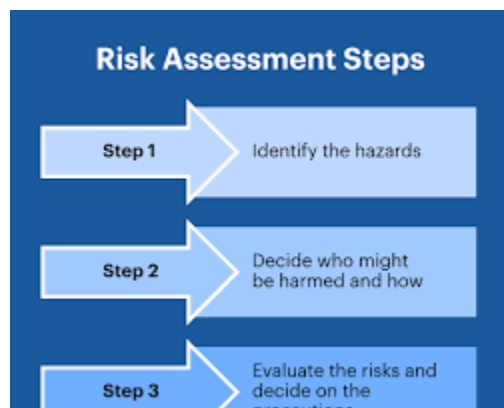 Risk Assessment Steps
Step 1
Identify the hazards
Step 2
Decide who might
be harmed and how
Step 3
Evaluate the risks and
decide on the